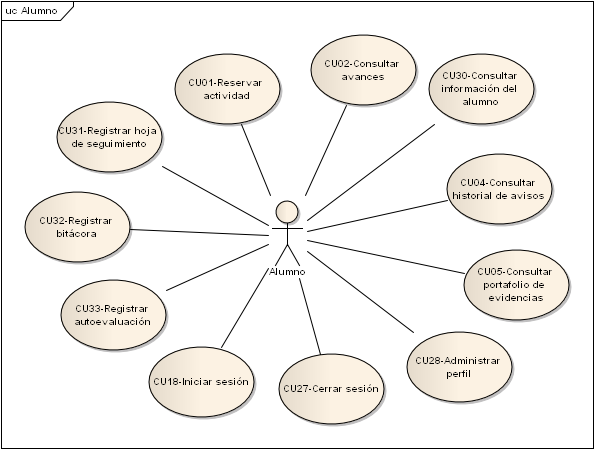 uc Alumno
CU02-Consultar
avances
CU01-Reservar
actividad
CU30-Consultar
información del
alumno
CU31-Registrar hoja
de seguimiento
CU04-Consultar
historial de avisos
CU32-Registrar
bitácora
Alumno
CU05-Consultar
portafolio de
evidencias
CU33-Registrar
autoevaluación
CU28-Administrar
perfil
CU18-Iniciar sesión
CU27-Cerrar sesión